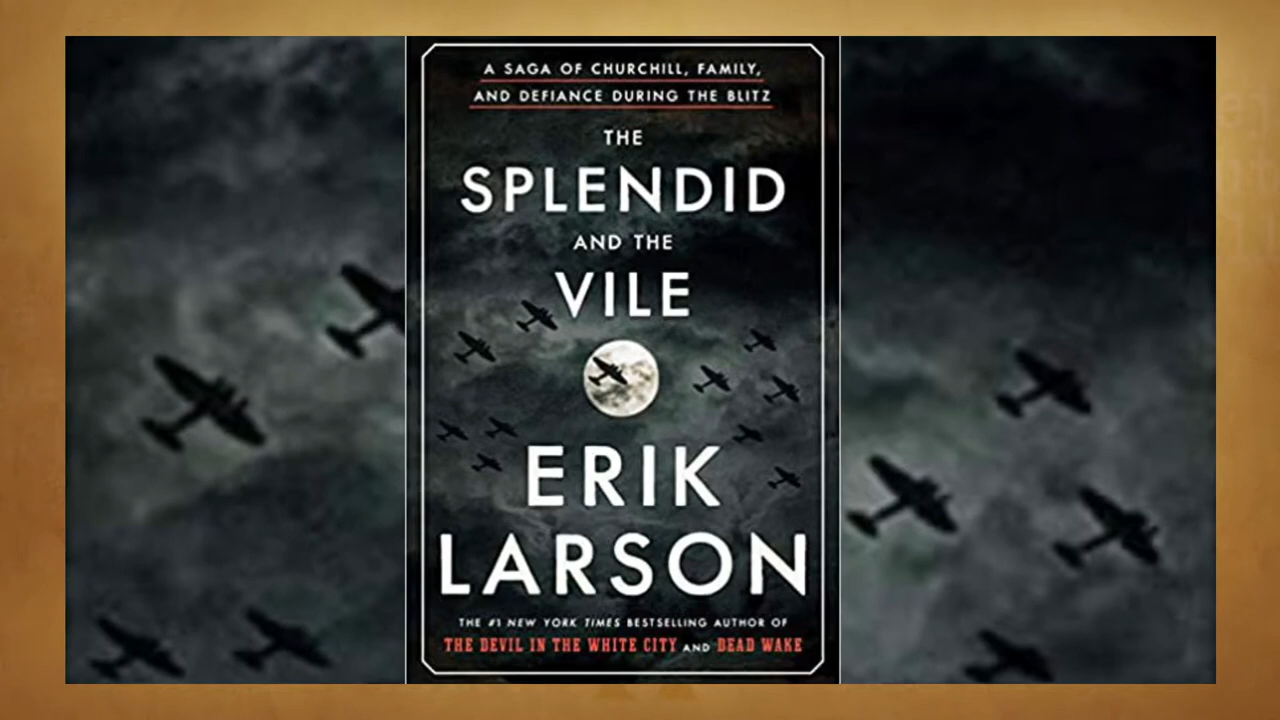 A SAGA OF CHURCHILL, FAMILY,
AND DEFIANCE DURING THE BLITZ
THE
SPLENDID
AND THE
VILE
ERIK
LARSON
THE #1 NEW YORK TIMES BESTSELLING AUTHOR OF
THE DEVIL IN THE WHITE CITY AND DEAD WAKE